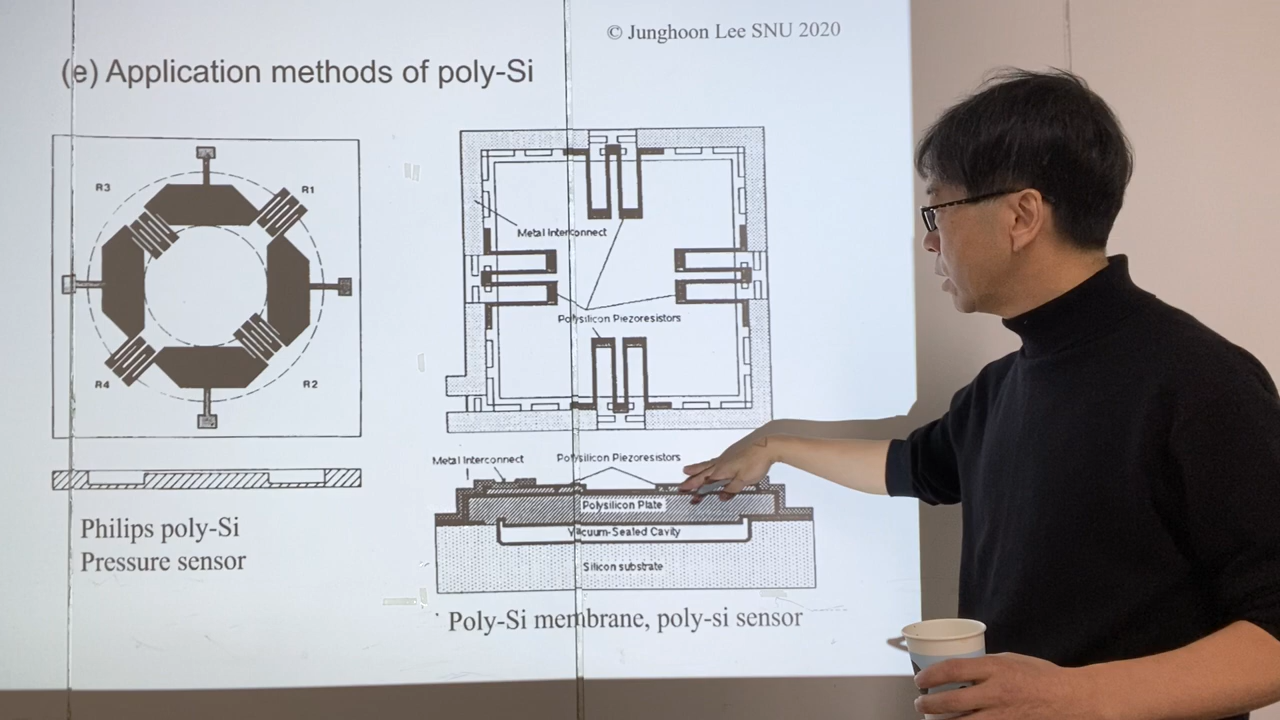 © Junghoon Lee SNU 2020
(e) Application methods of poly-Si
R3
R1
R4
R2
Philips poly-Si
Pressure sensor
Metal Interconnect
Polysilicon Piezoresistors
Metal Interconnect
Polysilicon Piezoresistors
Polysilicon Plate
Vacuum-Sealed Cavity
Silicon substrate
Poly-Si membrane, poly-si sensor